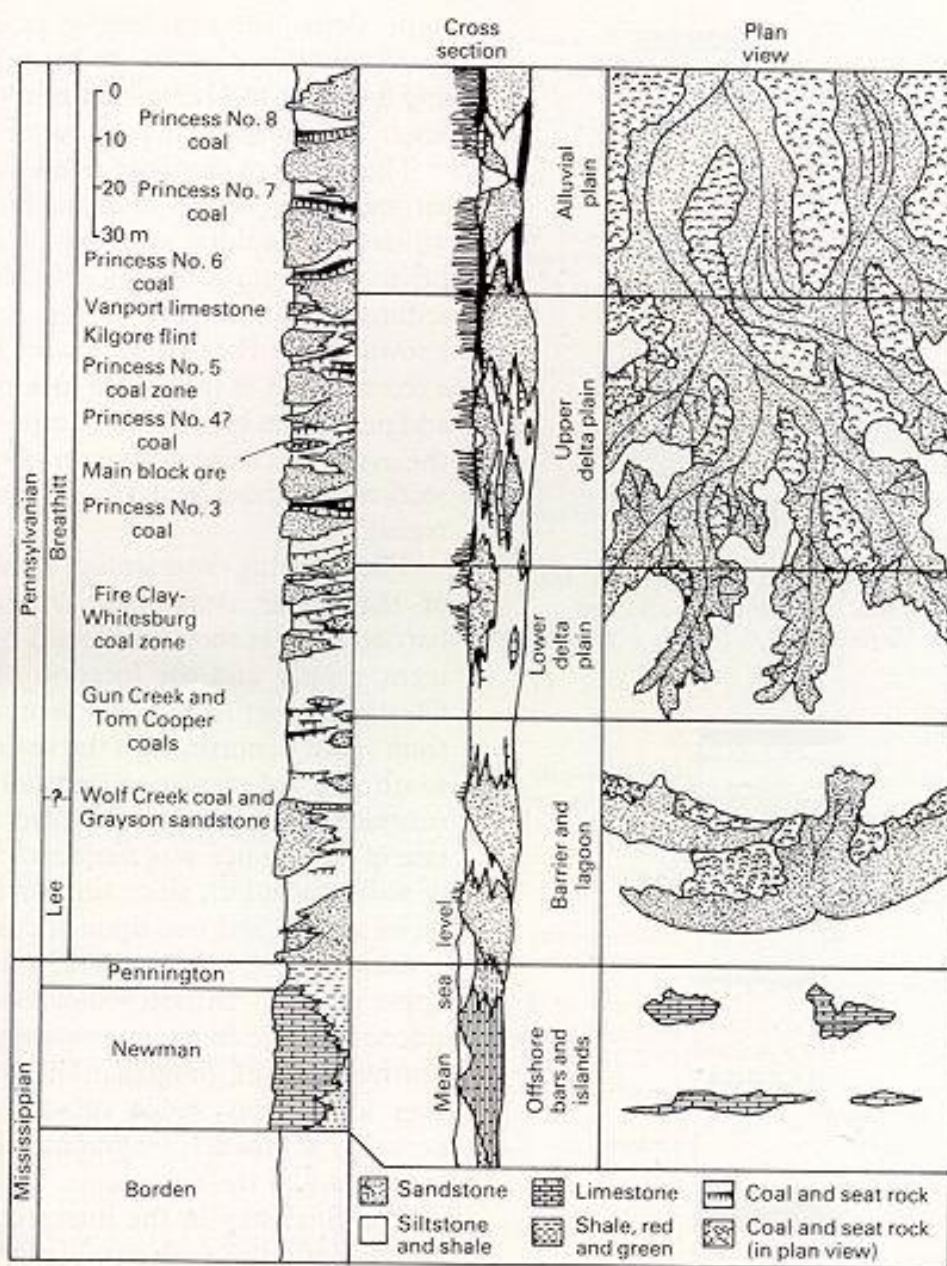 Cross
section
Plan
view
0
10
20
30 m
Princess No. 8
coal
Princess No. 7
coal
Princess No. 6
coal
Vanport limestone
Kilgore flint
Princess No. 5
coal zone
Princess No. 4?
coal
Main block ore
Princess No. 3
coal
Fire Clay-
Whitesburg
coal zone
Gun Creek and
Tom Cooper
coals
?
Wolf Creek coal and
Grayson sandstone
Pennington
Newman
Borden
Pennsylvanian
Breathitt
Lee
Mississippian
Mean sea level
Alluvial
plain
Upper
delta plain
Lower
delta
plain
Barrier and
lagoon
Offshore
bars and
islands
Sandstone
Limestone
Coal and seat rock
Siltstone
and shale
Shale, red
and green
Coal and seat rock
(in plan view)